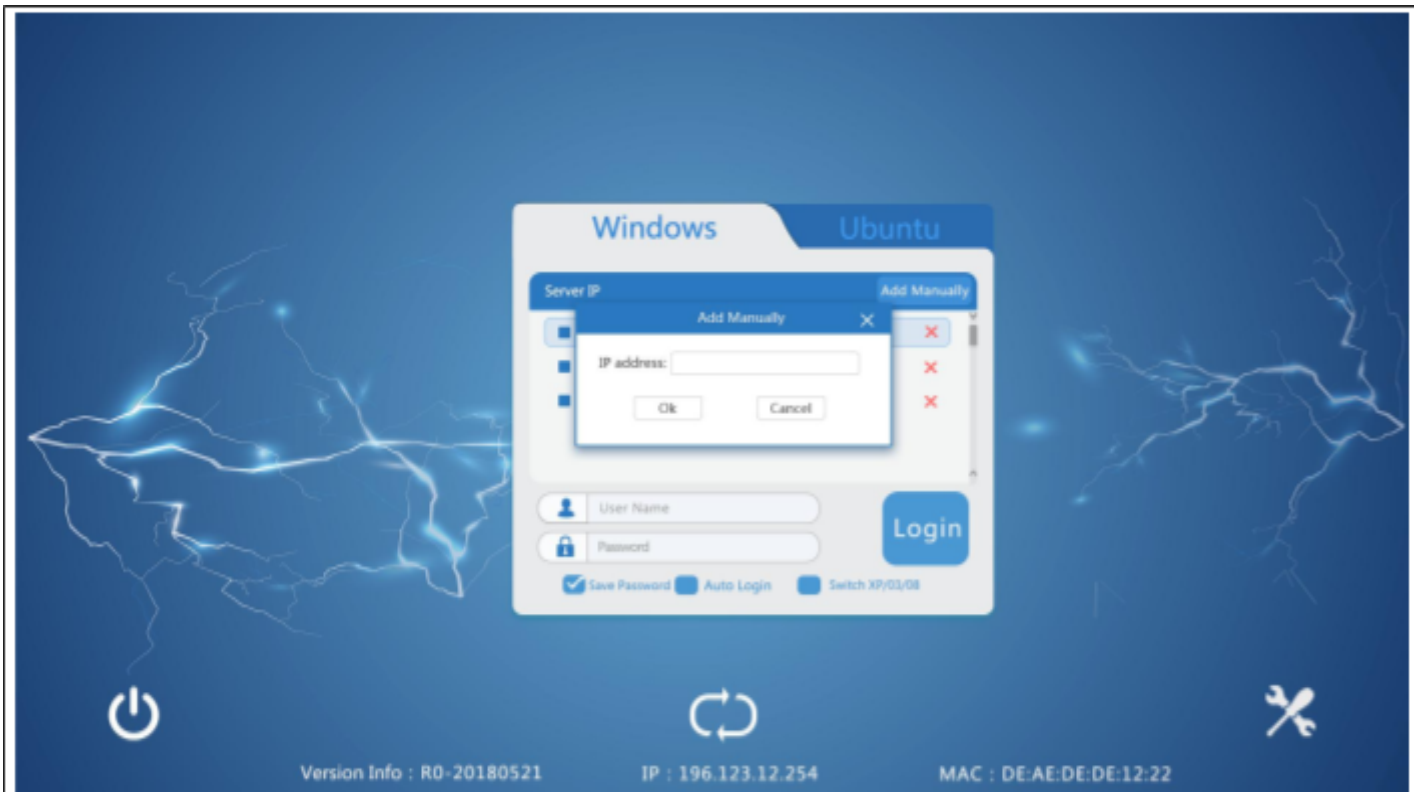 Windows Ubuntu
Server IP Add Manually
Add Manually
IP address:
Ok Cancel
User Name
Login
Password
Save Password Auto Login Switch XP/03/08
Version Info : R0-20180521 IP : 196.123.12.254 MAC : DE:AE:DE:DE:12:22